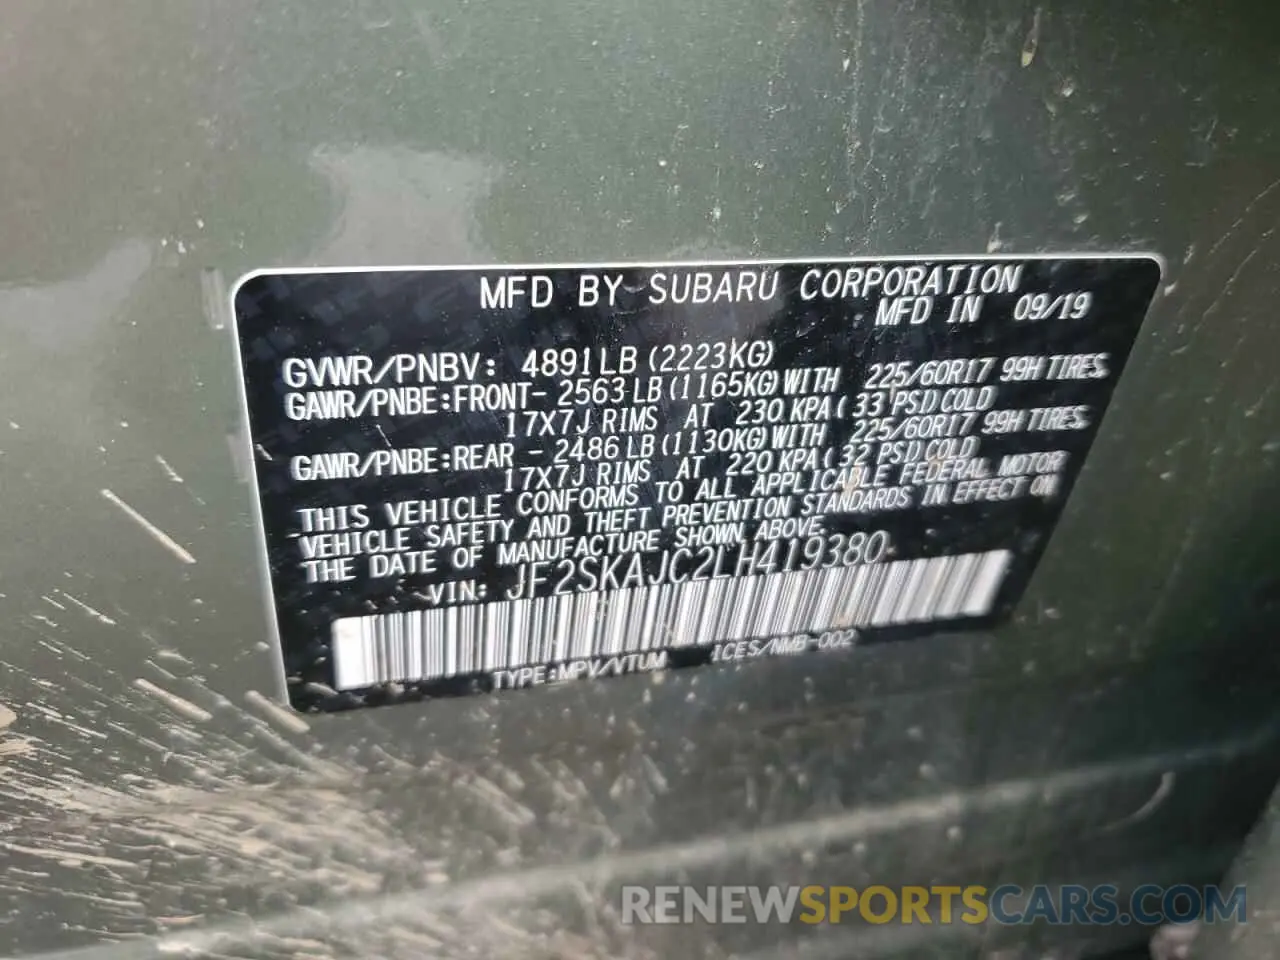 MFD BY SUBARU CORPORATION
MFD IN 09/19
GVWR/PNBV: 4891LB (2223KG)
GAWR/PNBE:FRONT- 2563 LB (1165KG) WITH 225/60R17 99H TIRES
17X7J RIMS AT 230 KPA ( 33 PSI) COLD
GAWR/PNBE:REAR - 2486 LB (1130KG) WITH 225/60R17 99H TIRES
17X7J RIMS AT 220 KPA ( 32 PSI) COLD
THIS VEHICLE CONFORMS TO ALL APPLICABLE FEDERAL MOTOR
VEHICLE SAFETY AND THEFT PREVENTION STANDARDS IN EFFECT ON
THE DATE OF MANUFACTURE SHOWN ABOVE.
VIN: JF2SKAJC2LH419380
TYPE:MPV/VTUM ICES/NMB-002
RENEWSPORTSCARS.COM